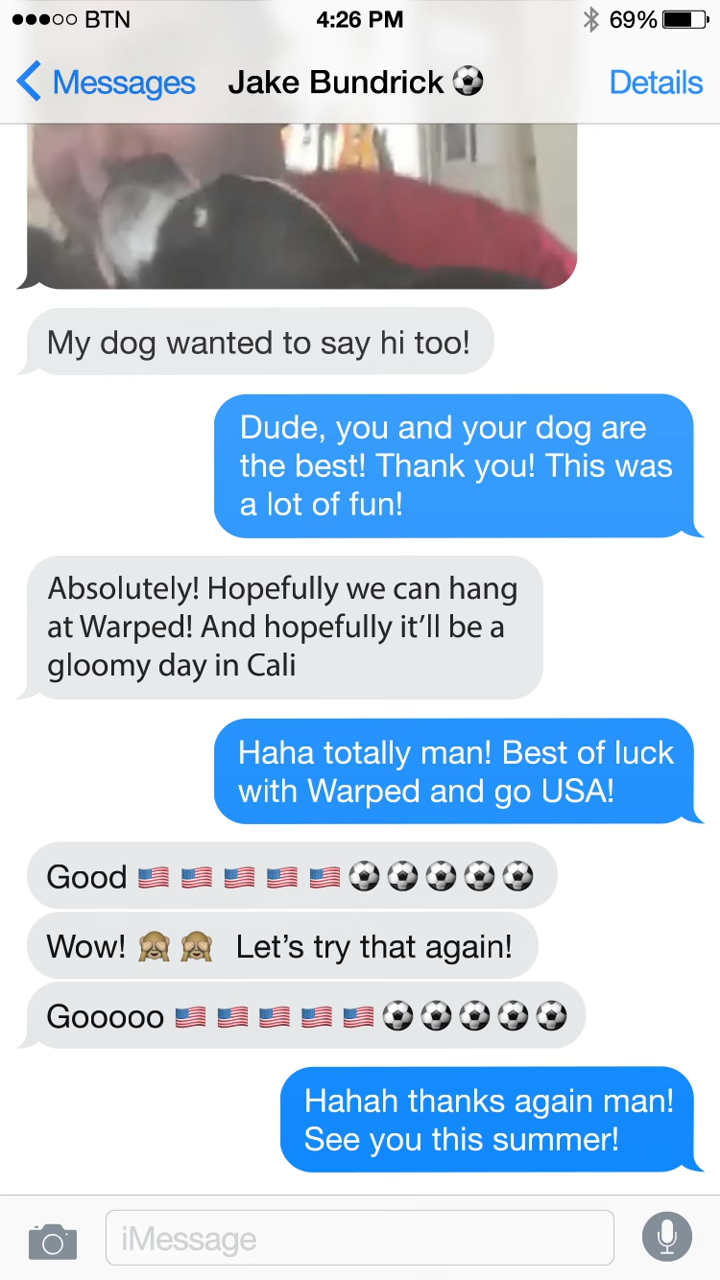 BTN 4:26 PM 69%
Messages Jake Bundrick ⚽ Details
My dog wanted to say hi too!
Dude, you and your dog are
the best! Thank you! This was
a lot of fun!
Absolutely! Hopefully we can hang
at Warped! And hopefully it’ll be a
gloomy day in Cali
Haha totally man! Best of luck
with Warped and go USA!
Good 🇺🇸 🇺🇸 🇺🇸 🇺🇸 🇺🇸 ⚽ ⚽ ⚽ ⚽ ⚽
Wow! 🙈 🙈 Let’s try that again!
Gooooo 🇺🇸 🇺🇸 🇺🇸 🇺🇸 🇺🇸 ⚽ ⚽ ⚽ ⚽ ⚽
Hahah thanks again man!
See you this summer!
iMessage